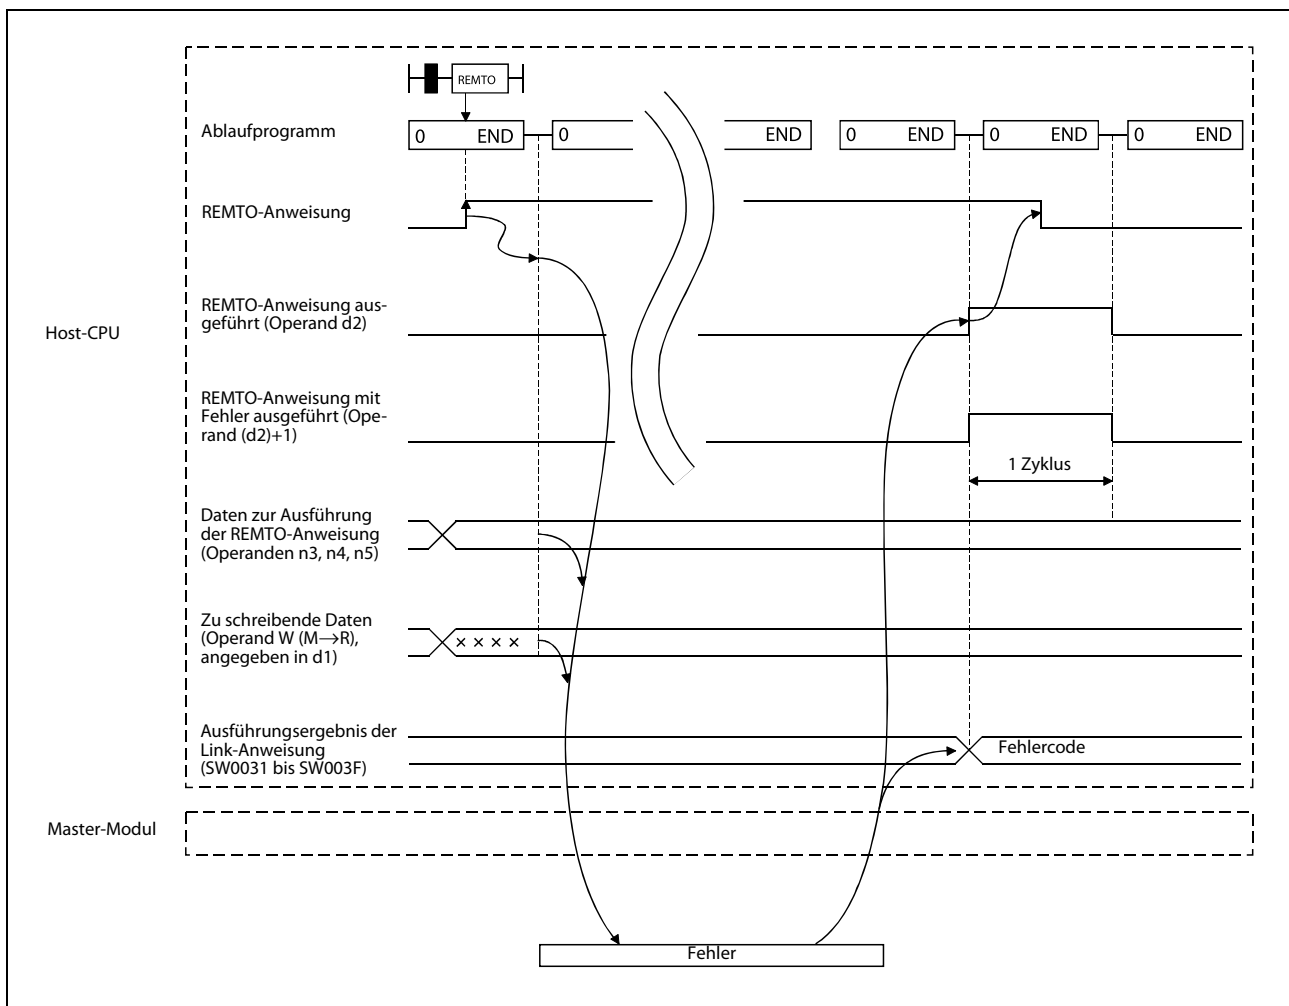 REMTO
Ablaufprogramm
0 END 0 END 0 END 0 END 0 END
REMTO-Anweisung
REMTO-Anweisung aus-
geführt (Operand d2)
Host-CPU
REMTO-Anweisung mit
Fehler ausgeführt (Ope-
rand (d2)+1)
1 Zyklus
Daten zur Ausführung
der REMTO-Anweisung
(Operanden n3, n4, n5)
Zu schreibende Daten
(Operand W (M→R),
angegeben in d1)
× × × ×
Ausführungsergebnis der
Link-Anweisung
(SW0031 bis SW003F)
Fehlercode
Master-Modul
Fehler